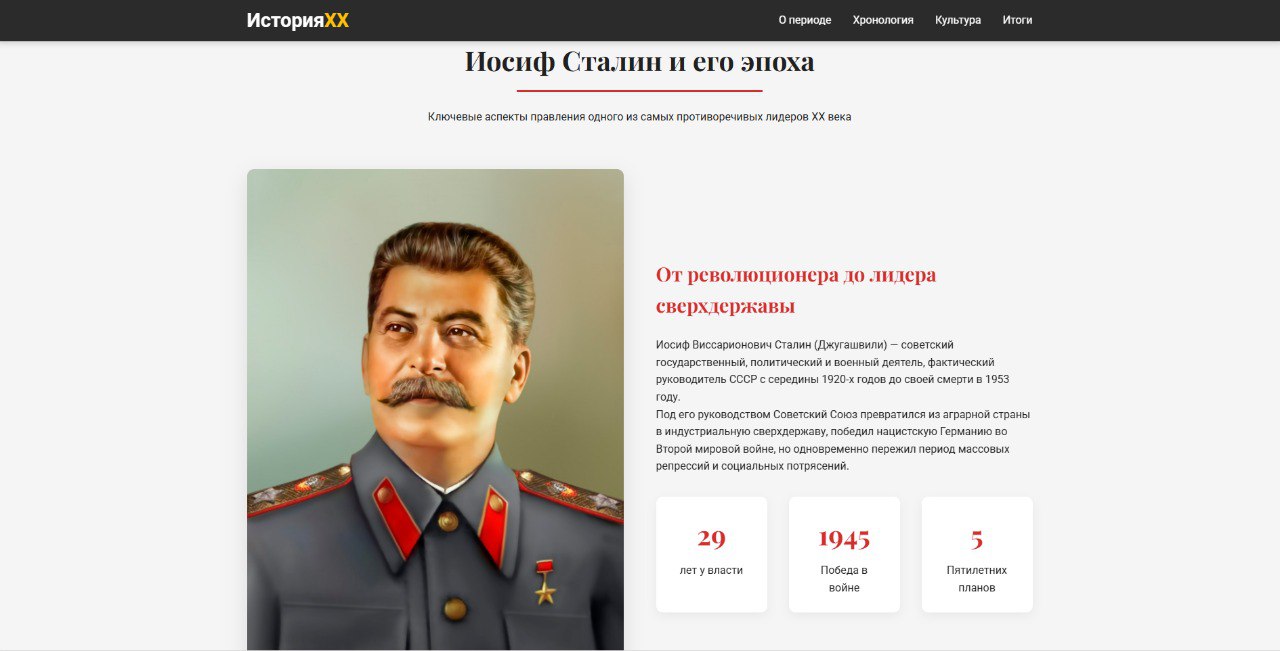 ИсторияXX
О периоде Хронология Культура Итоги
Иосиф Сталин и его эпоха
Ключевые аспекты правления одного из самых противоречивых лидеров XX века
От революционера до лидера
сверхдержавы
Иосиф Виссарионович Сталин (Джугашвили) — советский
государственный, политический и военный деятель, фактический
руководитель СССР с середины 1920-х годов до своей смерти в 1953
году.
Под его руководством Советский Союз превратился из аграрной страны
в индустриальную сверхдержаву, победил нацистскую Германию во
Второй мировой войне, но одновременно пережил период массовых
репрессий и социальных потрясений.
29
лет у власти
1945
Победа в
войне
5
Пятилетних
планов